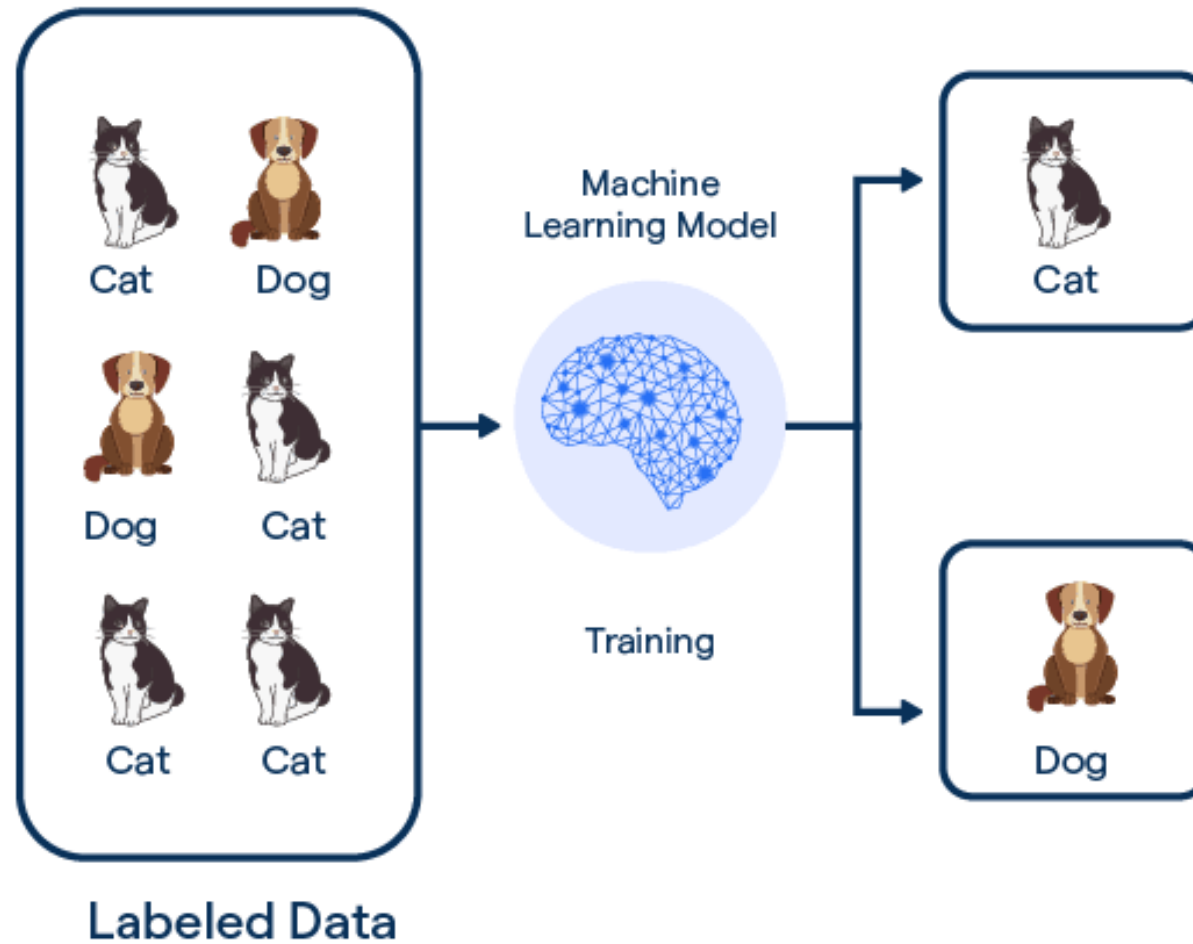 Cat Dog
Dog Cat
Cat Cat
Labeled Data
Machine
Learning Model
Training
Cat
Dog